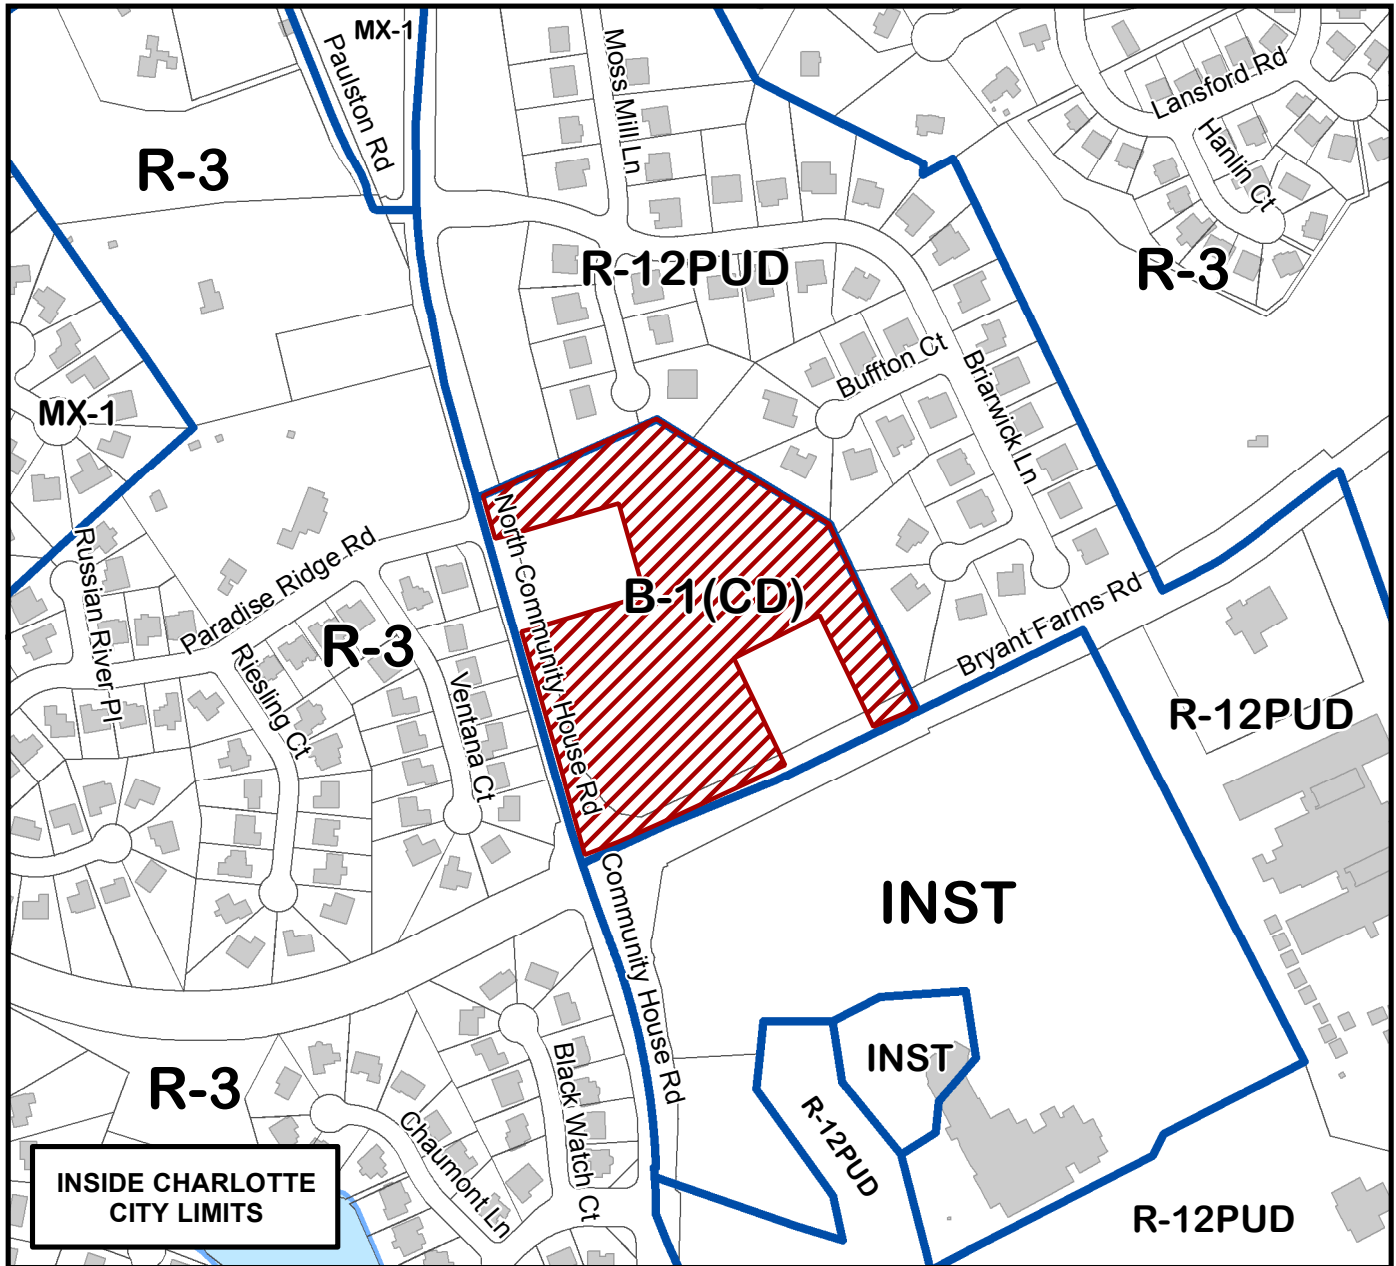 MX-1
Paulston Rd
Moss Mill Ln
Lansford Rd
Hanlin Ct
R-3
R-12PUD
R-3
Buffton Ct
Briarwick Ln
MX-1
North Community House Rd
Russian River Pl
Paradise Ridge Rd
B-1(CD)
R-3
Riesling Ct
Ventana Ct
Bryant Farms Rd
R-12PUD
INST
Community House Rd
INST
R-3
Black Watch Ct
Chaumont Ln
R-12PUD
INSIDE CHARLOTTE
CITY LIMITS
R-12PUD